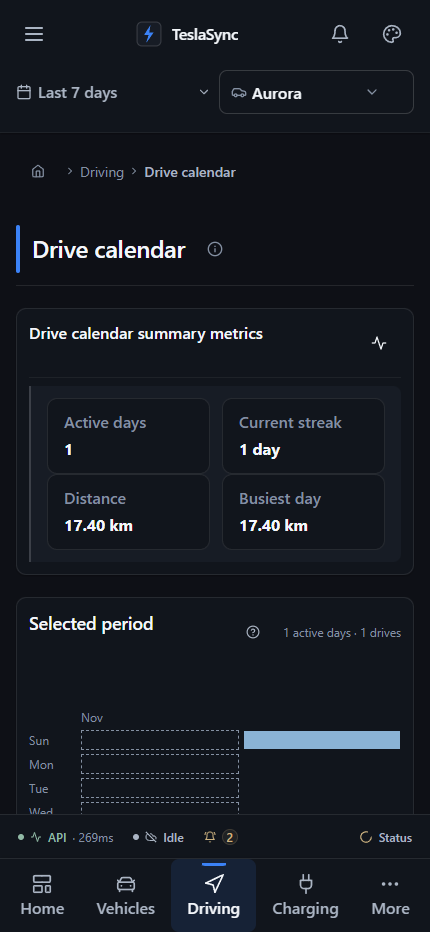 TeslaSync
Last 7 days
Aurora
Driving
Drive calendar
Drive calendar
Drive calendar summary metrics
Active days
1
Current streak
1 day
Distance
17.40 km
Busiest day
17.40 km
Selected period
1 active days · 1 drives
Nov
Sun
Mon
Tue
Wed
API · 269ms
Idle
2
Status
Home
Vehicles
Driving
Charging
More